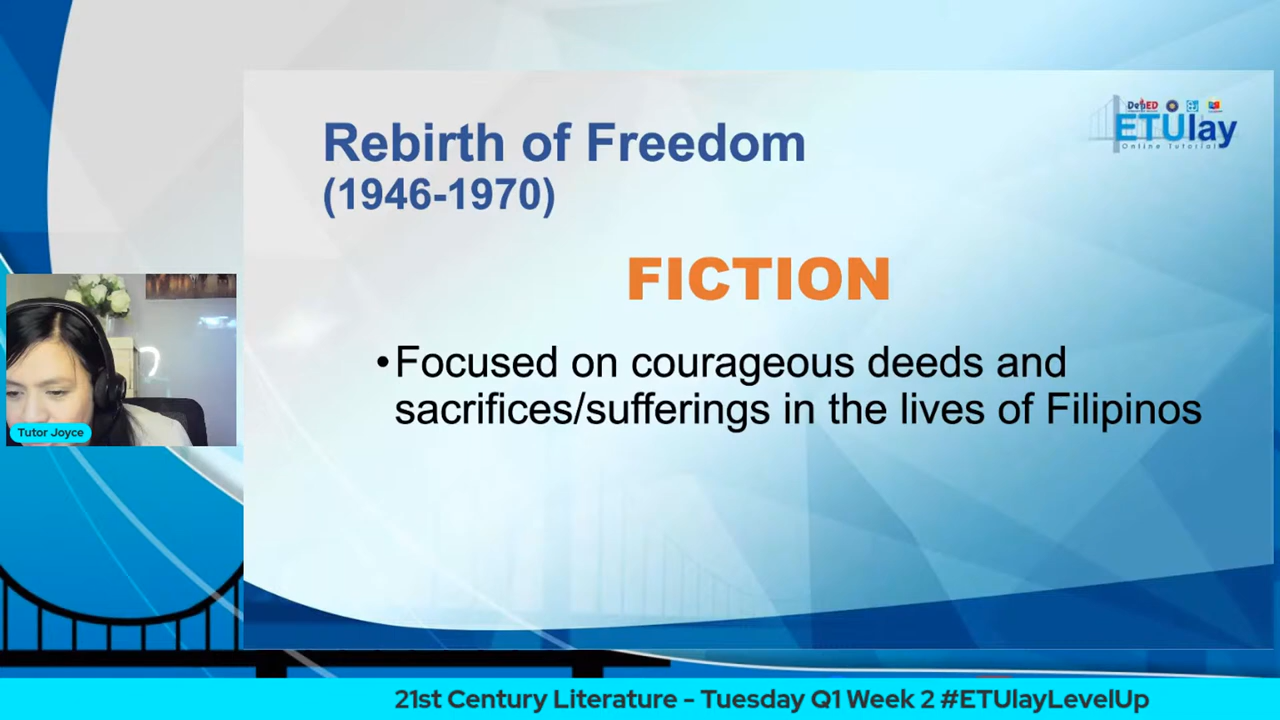 DepED
ETUlay
Online Tutorial
Rebirth of Freedom
(1946-1970)
FICTION
•Focused on courageous deeds and
sacrifices/sufferings in the lives of Filipinos
Tutor Joyce
21st Century Literature - Tuesday Q1 Week 2 #ETUlayLevelUp